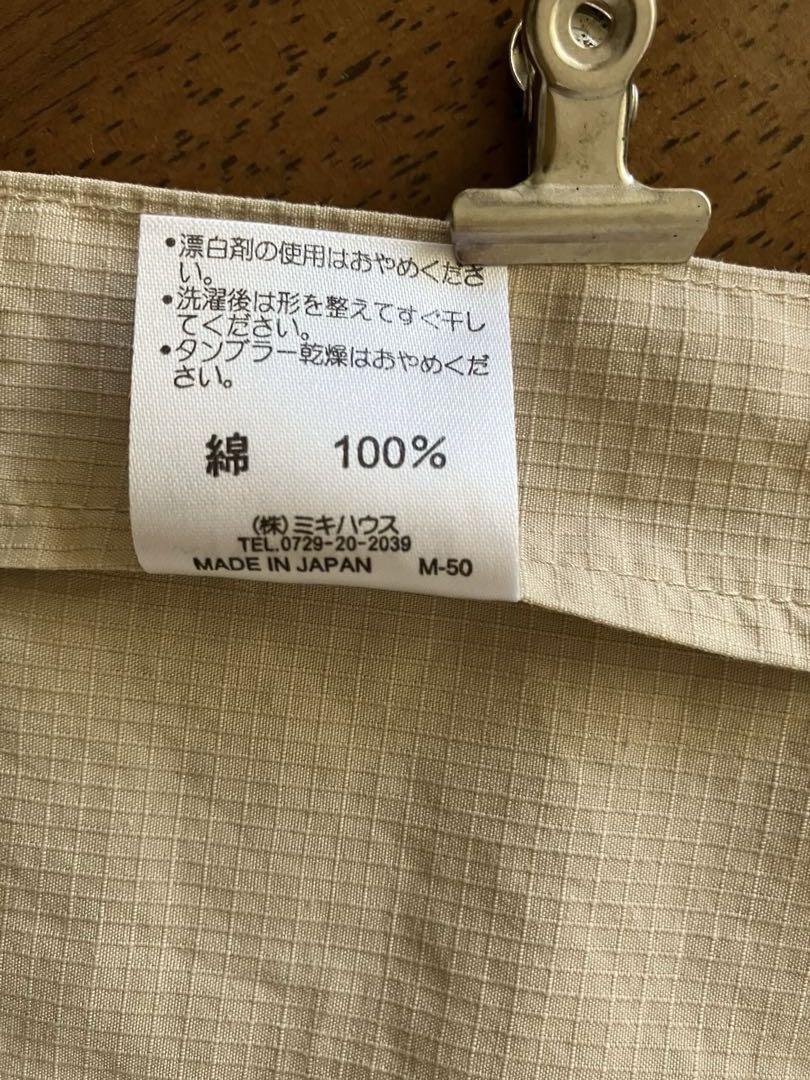 •漂白剤の使用はおやめくださ
い。
•洗濯後は形を整えてすぐ干し
てください。
•タンブラー乾燥はおやめくだ
さい。
綿 100%
(株)ミキハウス
TEL.0729-20-2039
MADE IN JAPAN M-50